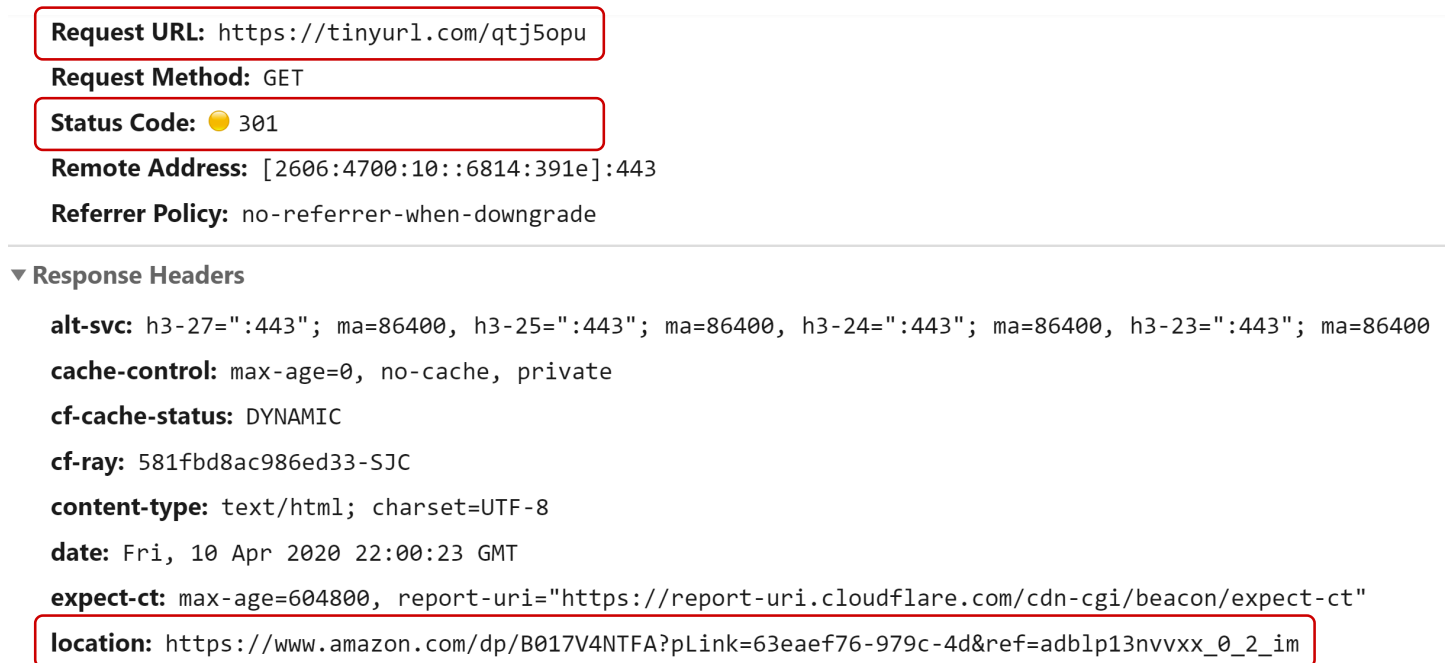 Request URL: https://tinyurl.com/qtj5opu
Request Method: GET
Status Code: 301
Remote Address: [2606:4700:10::6814:391e]:443
Referrer Policy: no-referrer-when-downgrade
Response Headers
alt-svc: h3-27=":443"; ma=86400, h3-25=":443"; ma=86400, h3-24=":443"; ma=86400, h3-23=":443"; ma=86400
cache-control: max-age=0, no-cache, private
cf-cache-status: DYNAMIC
cf-ray: 581fbd8ac986ed33-SJC
content-type: text/html; charset=UTF-8
date: Fri, 10 Apr 2020 22:00:23 GMT
expect-ct: max-age=604800, report-uri="https://report-uri.cloudflare.com/cdn-cgi/beacon/expect-ct"
location: https://www.amazon.com/dp/B017V4NTFA?pLink=63eaef76-979c-4d&ref=adblp13nvvxx_0_2_im